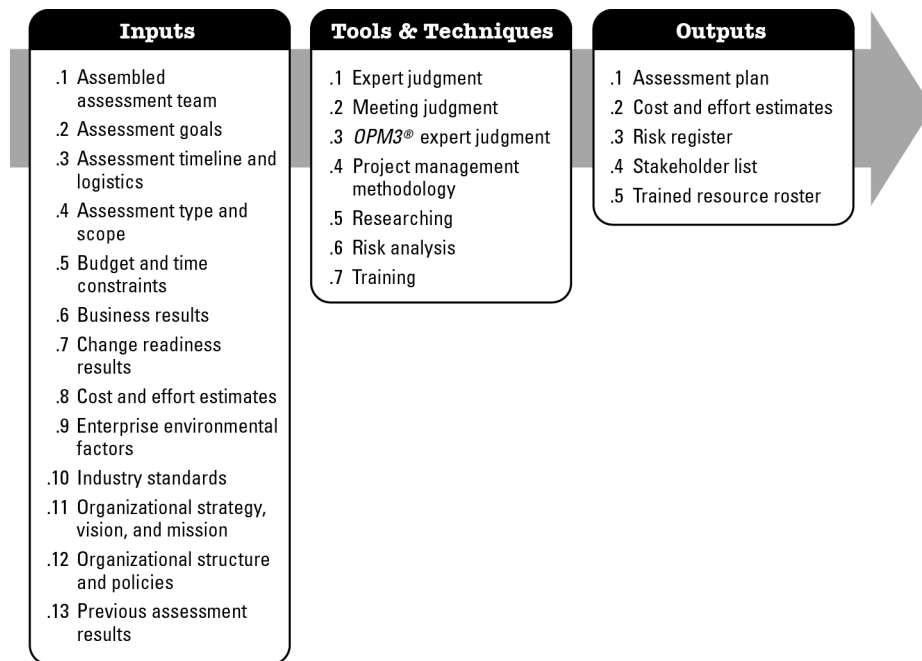 Inputs
.1 Assembled
assessment team
.2 Assessment goals
.3 Assessment timeline and
logistics
.4 Assessment type and
scope
.5 Budget and time
constraints
.6 Business results
.7 Change readiness
results
.8 Cost and effort estimates
.9 Enterprise environmental
factors
.10 Industry standards
.11 Organizational strategy,
vision, and mission
.12 Organizational structure
and policies
.13 Previous assessment
results
Tools & Techniques
.1 Expert judgment
.2 Meeting judgment
.3 OPM3® expert judgment
.4 Project management
methodology
.5 Researching
.6 Risk analysis
.7 Training
Outputs
.1 Assessment plan
.2 Cost and effort estimates
.3 Risk register
.4 Stakeholder list
.5 Trained resource roster